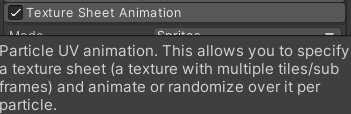 Texture Sheet Animation
Mode Sprites
Particle UV animation. This allows you to specify
a texture sheet (a texture with multiple tiles/sub
frames) and animate or randomize over it per
particle.